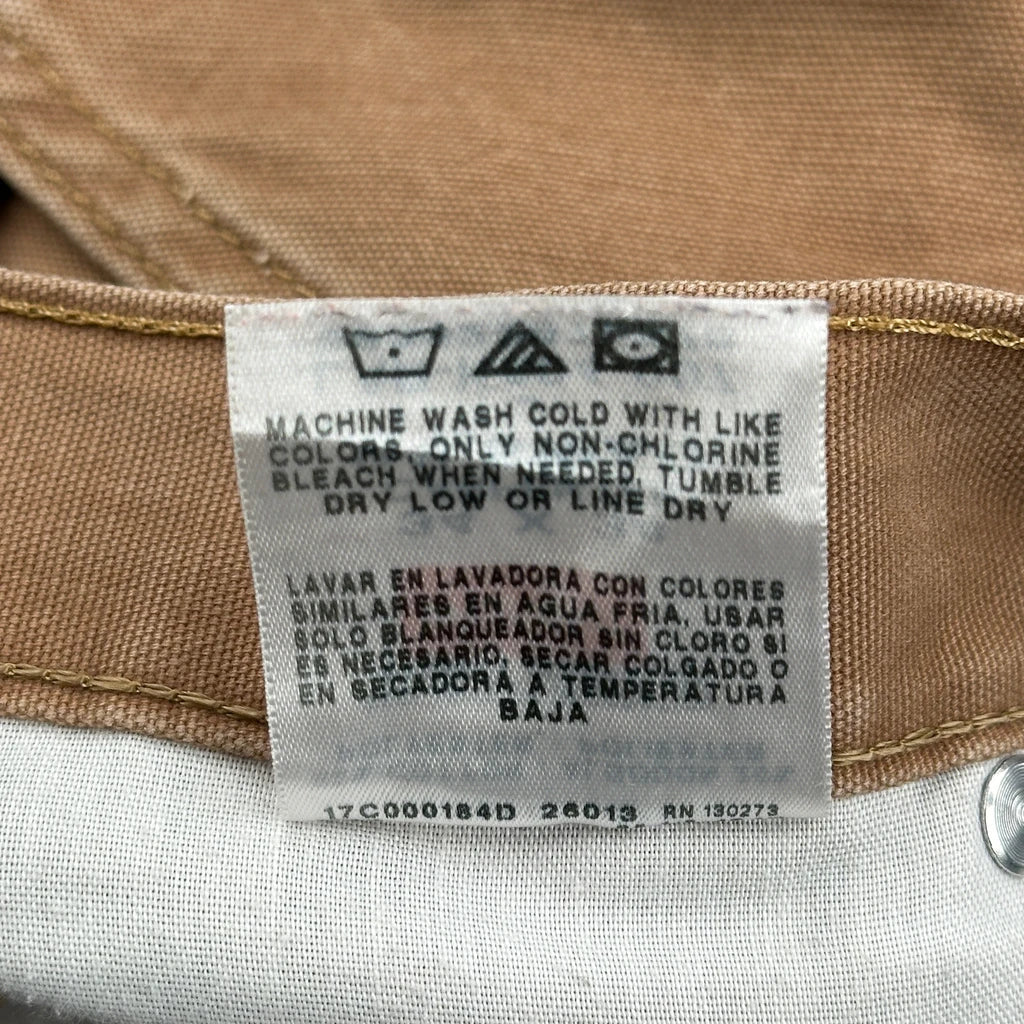 MACHINE WASH COLD WITH LIKE
COLORS. ONLY NON-CHLORINE
BLEACH WHEN NEEDED. TUMBLE
DRY LOW OR LINE DRY
LAVAR EN LAVADORA CON COLORES
SIMILARES EN AGUA FRIA. USAR
SOLO BLANQUEADOR SIN CLORO SI
ES NECESARIO. SECAR COLGADO O
EN SECADORA A TEMPERATURA
BAJA
17C000184D 26013 RN 130273